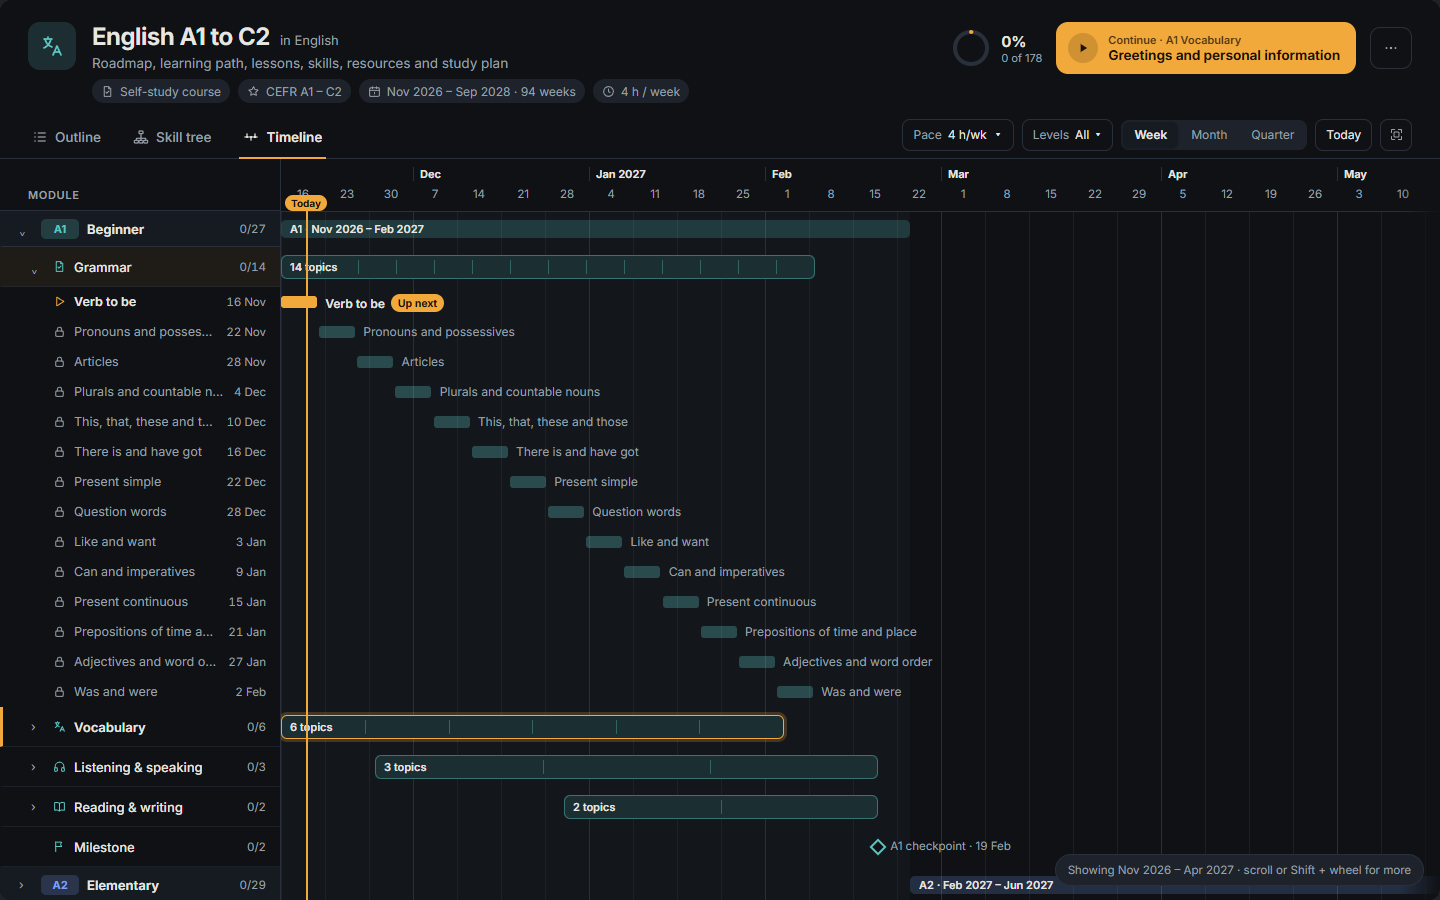 English A1 to C2 in English
Roadmap, learning path, lessons, skills, resources and study plan
Self-study course CEFR A1 – C2 Nov 2026 – Sep 2028 · 94 weeks 4 h / week
0%
0 of 178
Continue · A1 Vocabulary
Greetings and personal information
Outline Skill tree Timeline
Pace 4 h/wk Levels All Week Month Quarter Today
Dec Jan 2027 Feb Mar Apr May
MODULE
16 23 30 7 14 21 28 4 11 18 25 1 8 15 22 1 8 15 22 29 5 12 19 26 3 10
Today
A1 Beginner 0/27 A1 · Nov 2026 – Feb 2027
Grammar 0/14 14 topics
Verb to be 16 Nov Verb to be Up next
Pronouns and posses... 22 Nov Pronouns and possessives
Articles 28 Nov Articles
Plurals and countable n... 4 Dec Plurals and countable nouns
This, that, these and t... 10 Dec This, that, these and those
There is and have got 16 Dec There is and have got
Present simple 22 Dec Present simple
Question words 28 Dec Question words
Like and want 3 Jan Like and want
Can and imperatives 9 Jan Can and imperatives
Present continuous 15 Jan Present continuous
Prepositions of time a... 21 Jan Prepositions of time and place
Adjectives and word o... 27 Jan Adjectives and word order
Was and were 2 Feb Was and were
Vocabulary 0/6 6 topics
Listening & speaking 0/3 3 topics
Reading & writing 0/2 2 topics
Milestone 0/2 A1 checkpoint · 19 Feb
Showing Nov 2026 – Apr 2027 · scroll or Shift + wheel for more
A2 Elementary 0/29 A2 · Feb 2027 – Jun 2027